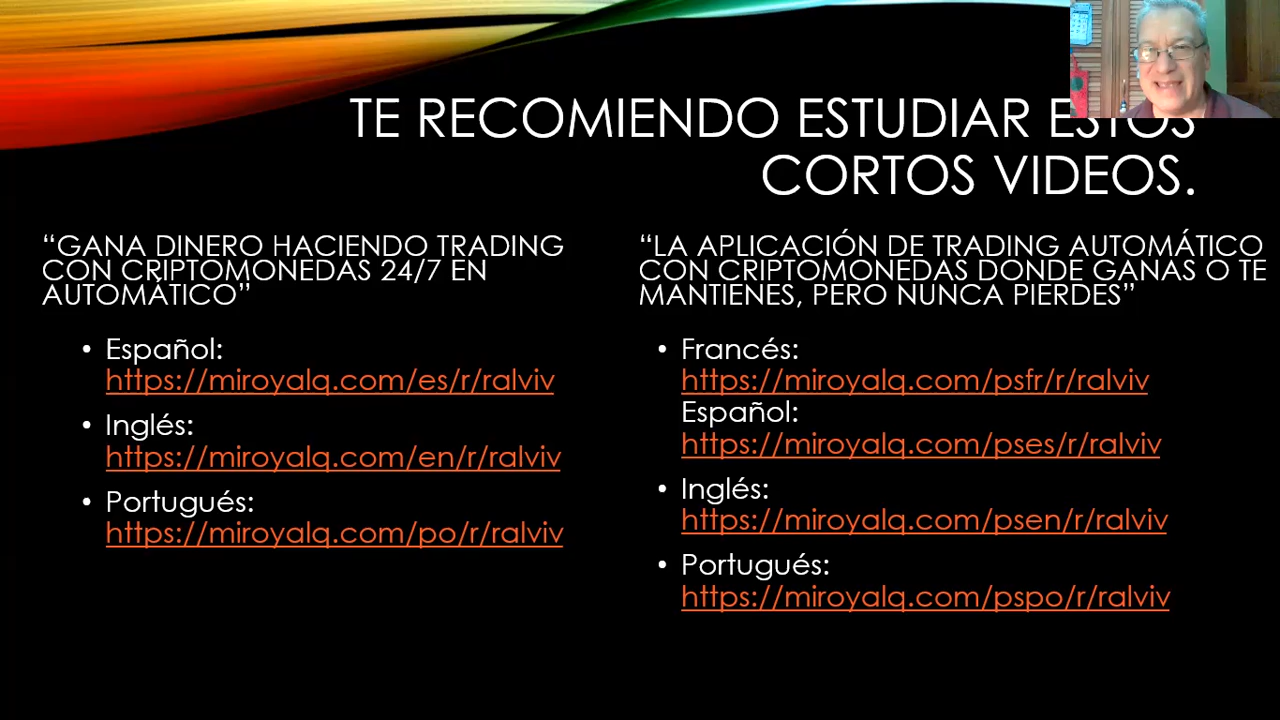 TE RECOMIENDO ESTUDIAR ESTOS
CORTOS VIDEOS.
“GANA DINERO HACIENDO TRADING
CON CRIPTOMONEDAS 24/7 EN
AUTOMÁTICO”
• Español:
https://miroyalq.com/es/r/ralviv
• Inglés:
https://miroyalq.com/en/r/ralviv
• Portugués:
https://miroyalq.com/po/r/ralviv
“LA APLICACIÓN DE TRADING AUTOMÁTICO
CON CRIPTOMONEDAS DONDE GANAS O TE
MANTIENES, PERO NUNCA PIERDES”
• Francés:
https://miroyalq.com/psfr/r/ralviv
Español:
https://miroyalq.com/pses/r/ralviv
• Inglés:
https://miroyalq.com/psen/r/ralviv
• Portugués:
https://miroyalq.com/pspo/r/ralviv